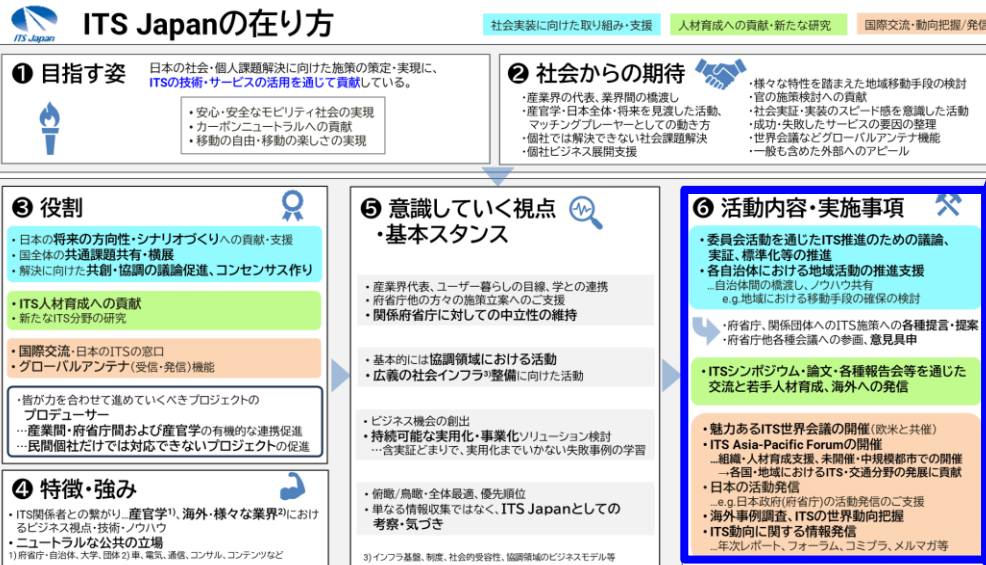 ITS Japan
ITS Japanの在り方
社会実装に向けた取り組み・支援
人材育成への貢献・新たな研究
国際交流・動向把握/発信
❶ 目指す姿
日本の社会・個人課題解決に向けた施策の策定・実現に、
ITSの技術・サービスの活用を通じて貢献している。
・安心・安全なモビリティ社会の実現
・カーボンニュートラルへの貢献
・移動の自由・移動の楽しさの実現
❷ 社会からの期待
・産業界の代表、業界間の橋渡し
・産官学・日本全体・将来を見渡した活動、
マッチングプレーヤーとしての動き方
・個社では解決できない社会課題解決
・個社ビジネス展開支援
・様々な特性を踏まえた地域移動手段の検討
・官の施策検討への貢献
・社会実証・実装のスピード感を意識した活動
・成功・失敗したサービスの要因の整理
・世界会議などグローバルアンテナ機能
・一般も含めた外部へのアピール
❸ 役割
・日本の将来の方向性・シナリオづくりへの貢献・支援
・国全体の共通課題共有・横展
・解決に向けた共創・協調の議論促進、コンセンサス作り
・ITS人材育成への貢献
・新たなITS分野の研究
・国際交流・日本のITSの窓口
・グローバルアンテナ(受信・発信)機能
・皆が力を合わせて進めていくべきプロジェクトの
プロデューサー
…産業間・府省庁間および産官学の有機的な連携促進
…民間個社だけでは対応できないプロジェクトの促進
❹ 特徴・強み
・ITS関係者との繋がり…産官学1)、海外・様々な業界2)におけ
るビジネス視点・技術・ノウハウ
・ニュートラルな公共の立場
1) 府省庁・自治体、大学、団体 2) 車、電気、通信、コンサル、コンテンツなど
❺ 意識していく視点
・基本スタンス
・産業界代表、ユーザー暮らしの目線、学との連携
・府省庁他の方々の施策立案へのご支援
・関係府省庁に対しての中立性の維持
・基本的には協調領域における活動
・広義の社会インフラ3)整備に向けた活動
・ビジネス機会の創出
・持続可能な実用化・事業化ソリューション検討
…含実証どまりで、実用化までいかない失敗事例の学習
・俯瞰/鳥瞰・全体最適、優先順位
・単なる情報収集ではなく、ITS Japanとしての
考察・気づき
3) インフラ基盤、制度、社会的受容性、協調領域のビジネスモデル等
❻ 活動内容・実施事項
・委員会活動を通じたITS推進のための議論、
実証、標準化等の推進
・各自治体における地域活動の推進支援
…自治体間の橋渡し、ノウハウ共有
e.g.地域における移動手段の確保の検討
・府省庁、関係団体へのITS施策への各種提言・提案
・府省庁他各種会議への参画、意見具申
・ITSシンポジウム・論文・各種報告会等を通じた
交流と若手人材育成、海外への発信
・魅力あるITS世界会議の開催(欧米と共催)
・ITS Asia-Pacific Forumの開催
…組織・人材育成支援、未開催・中規模都市での開催
→各国・地域におけるITS・交通分野の発展に貢献
・日本の活動発信
…e.g.日本政府(府省庁)の活動発信のご支援
・海外事例調査、ITSの世界動向把握
・ITS動向に関する情報発信
…年次レポート、フォーラム、コミプラ、メルマガ等